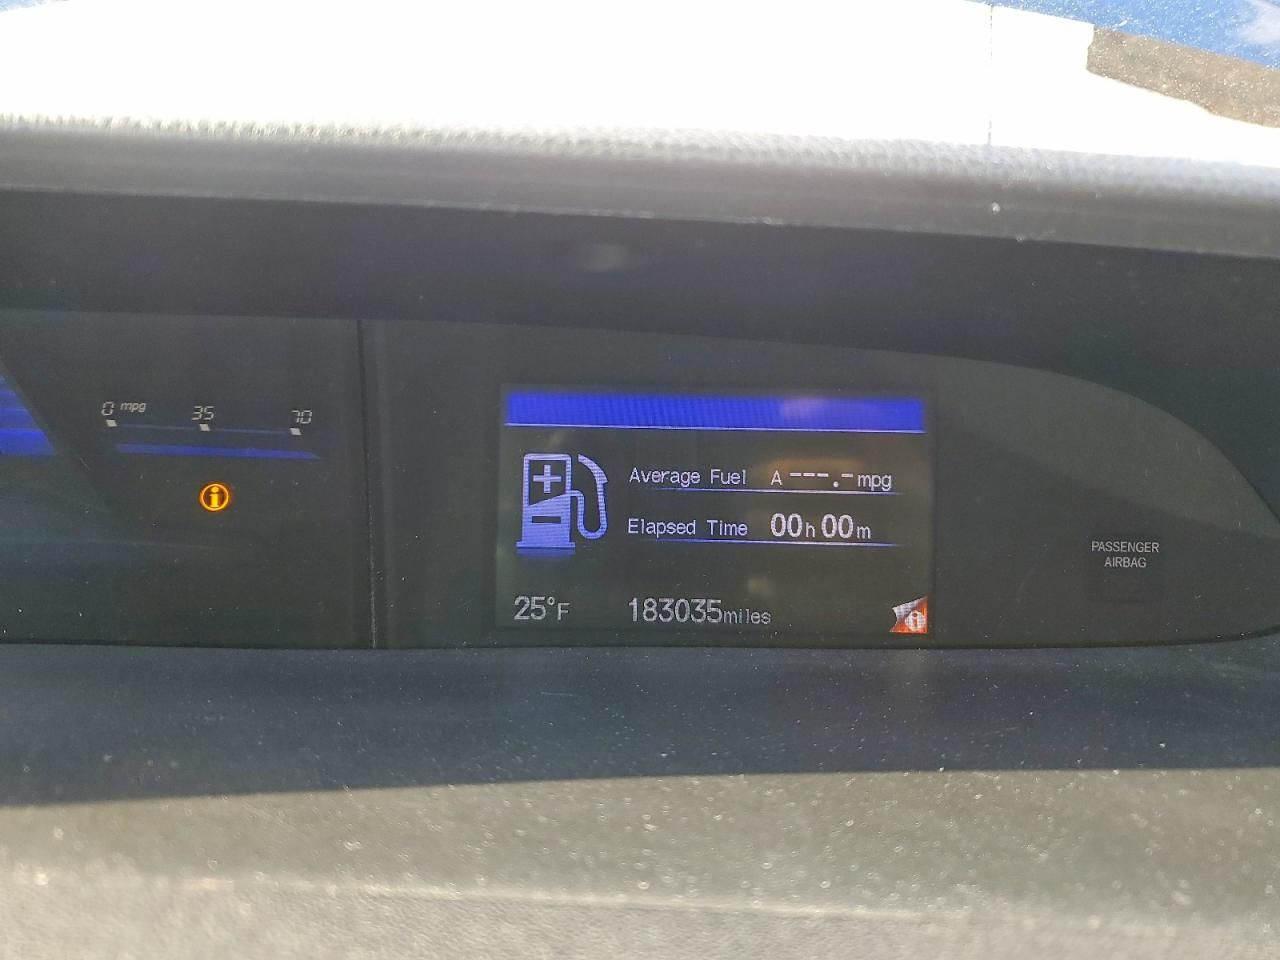 0 mpg 35 70
Average Fuel A ---.- mpg
Elapsed Time 00h 00m
25°F 183035miles
PASSENGER
AIRBAG